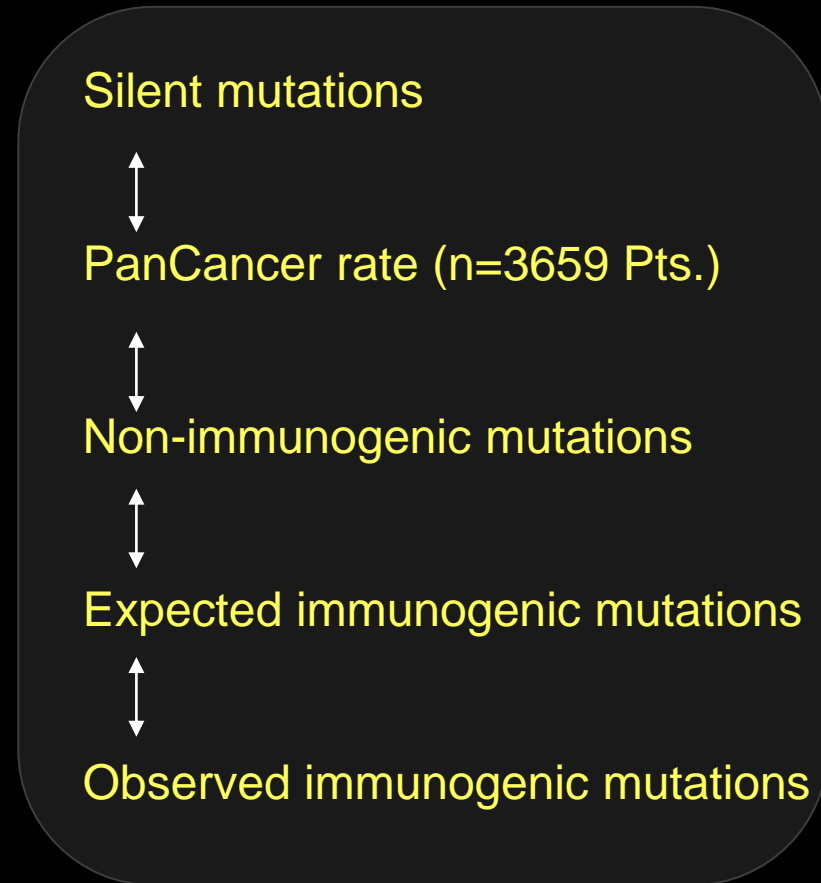 Silent mutations
PanCancer rate (n=3659 Pts.)
Non-immunogenic mutations
Expected immunogenic mutations
Observed immunogenic mutations